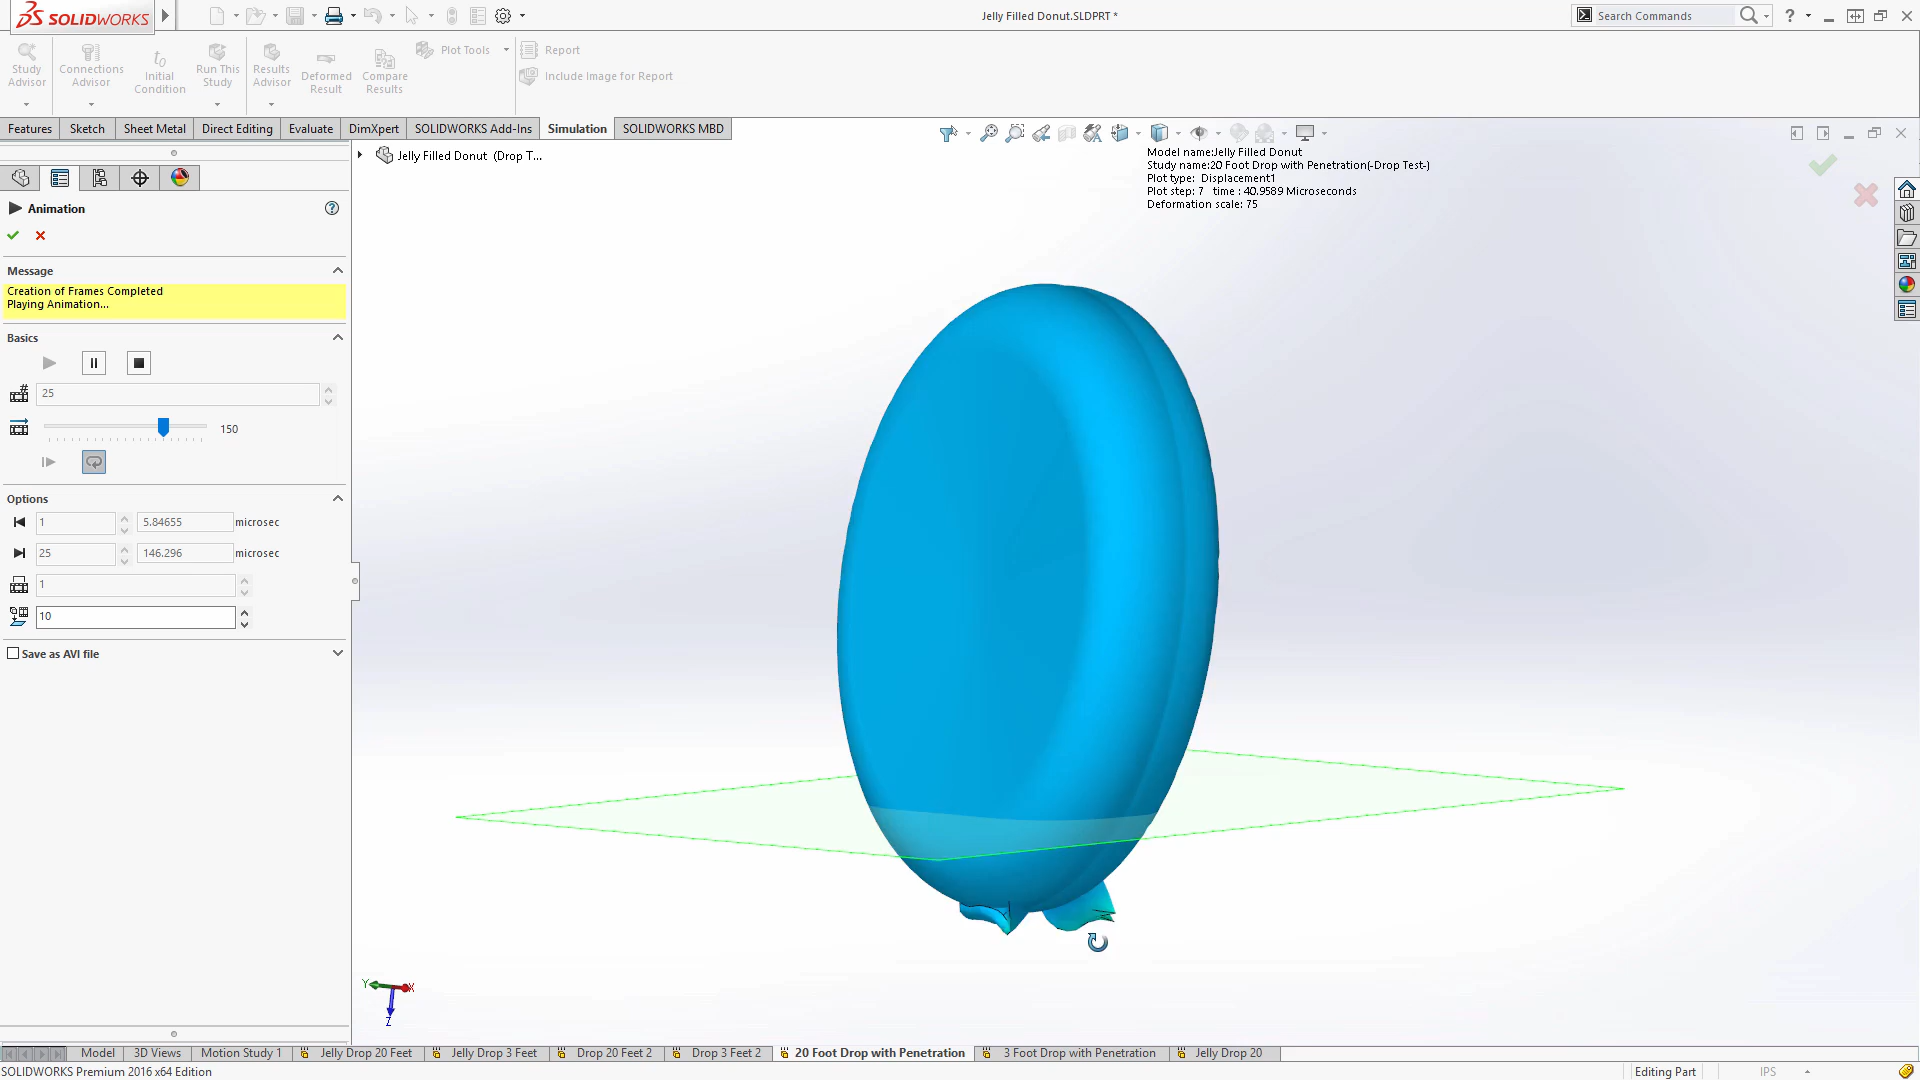 SOLIDWORKS
Jelly Filled Donut.SLDPRT *
Search Commands
?
Study Advisor
Connections Advisor
t0
Initial Condition
Run This Study
Results Advisor
Deformed Result
Compare Results
Plot Tools
Report
Include Image for Report
Features
Sketch
Sheet Metal
Direct Editing
Evaluate
DimXpert
SOLIDWORKS Add-Ins
Simulation
SOLIDWORKS MBD
Jelly Filled Donut (Drop T...
Model name:Jelly Filled Donut
Study name:20 Foot Drop with Penetration(-Drop Test-)
Plot type: Displacement1
Plot step: 7 time : 40.9589 Microseconds
Deformation scale: 75
Animation
?
Message
Creation of Frames Completed
Playing Animation...
Basics
25
150
Options
1 5.84655 microsec
25 146.296 microsec
1
10
Save as AVI file
Y X
Z
Model
3D Views
Motion Study 1
Jelly Drop 20 Feet
Jelly Drop 3 Feet
Drop 20 Feet 2
Drop 3 Feet 2
20 Foot Drop with Penetration
3 Foot Drop with Penetration
Jelly Drop 20
SOLIDWORKS Premium 2016 x64 Edition
Editing Part
IPS